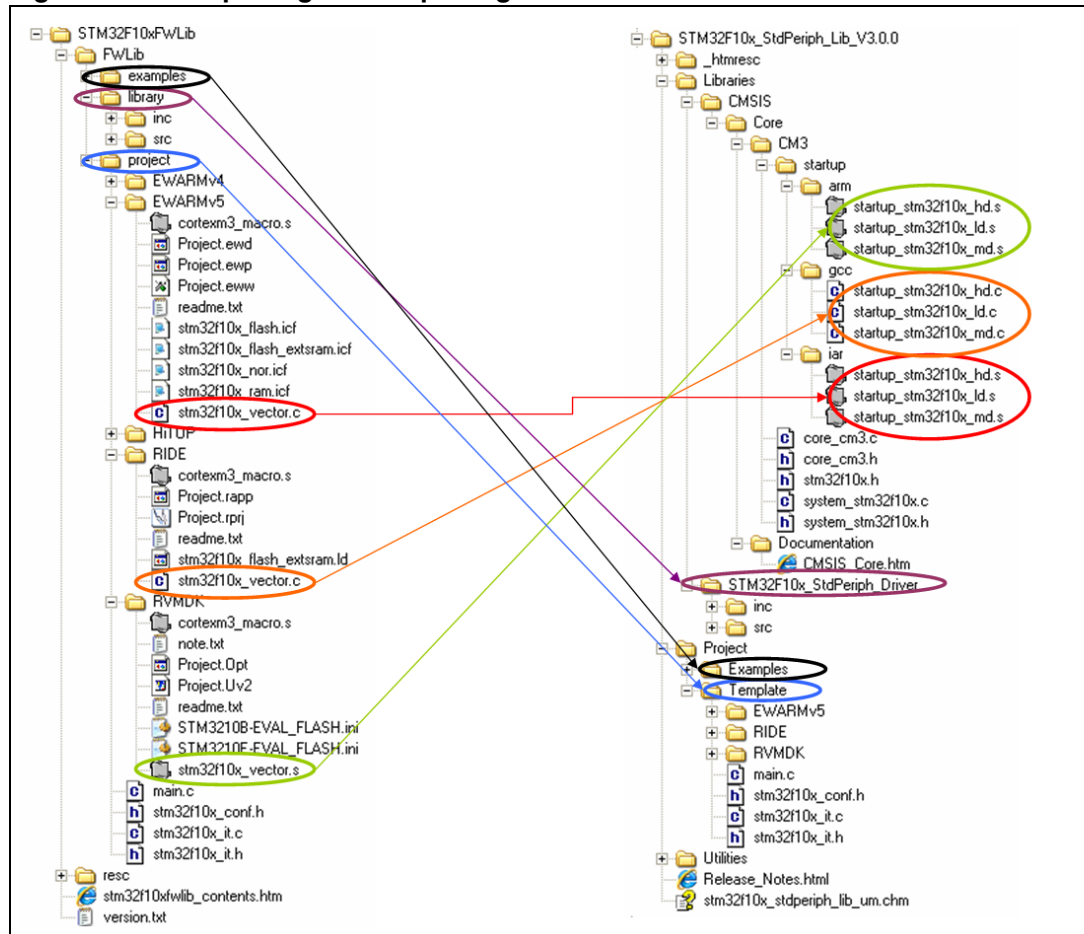 STM32F10xFWLib
FWLib
examples
library
inc
src
project
EWARMv4
EWARMv5
cortexm3_macro.s
Project.ewd
Project.ewp
Project.eww
readme.txt
stm32f10x_flash.icf
stm32f10x_flash_extsram.icf
stm32f10x_nor.icf
stm32f10x_ram.icf
stm32f10x_vector.c
HiTOP
RIDE
cortexm3_macro.s
Project.rapp
Project.rprj
readme.txt
stm32f10x_flash_extsram.ld
stm32f10x_vector.c
RVMDK
cortexm3_macro.s
note.txt
Project.Opt
Project.Uv2
readme.txt
STM3210B-EVAL_FLASH.ini
STM3210E-EVAL_FLASH.ini
stm32f10x_vector.s
main.c
stm32f10x_conf.h
stm32f10x_it.c
stm32f10x_it.h
resc
stm32f10xfwlib_contents.htm
version.txt
STM32F10x_StdPeriph_Lib_V3.0.0
_htmresc
Libraries
CMSIS
Core
CM3
startup
arm
startup_stm32f10x_hd.s
startup_stm32f10x_ld.s
startup_stm32f10x_md.s
gcc
startup_stm32f10x_hd.c
startup_stm32f10x_ld.c
startup_stm32f10x_md.c
iar
startup_stm32f10x_hd.s
startup_stm32f10x_ld.s
startup_stm32f10x_md.s
core_cm3.c
core_cm3.h
stm32f10x.h
system_stm32f10x.c
system_stm32f10x.h
Documentation
CMSIS_Core.htm
STM32F10x_StdPeriph_Driver
inc
src
Project
Examples
Template
EWARMv5
RIDE
RVMDK
main.c
stm32f10x_conf.h
stm32f10x_it.c
stm32f10x_it.h
Utilities
Release_Notes.html
stm32f10x_stdperiph_lib_um.chm